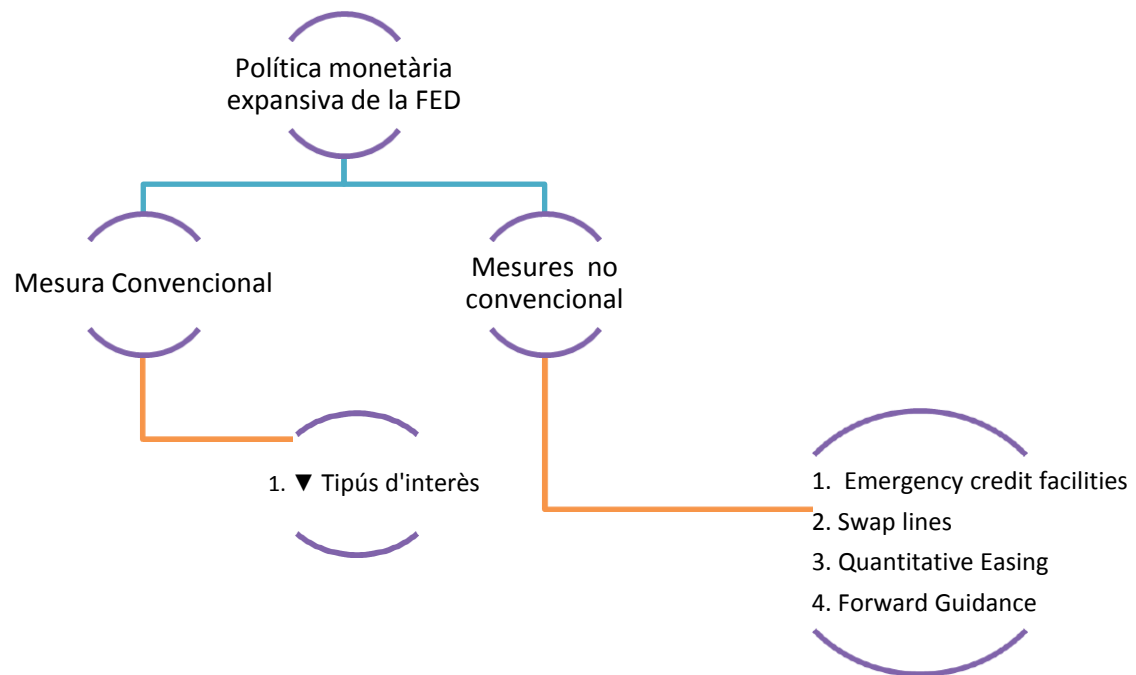 Política monetària
expansiva de la FED
Mesura Convencional
Mesures no
convencional
1. ▼ Tipús d'interès
1. Emergency credit facilities
2. Swap lines
3. Quantitative Easing
4. Forward Guidance